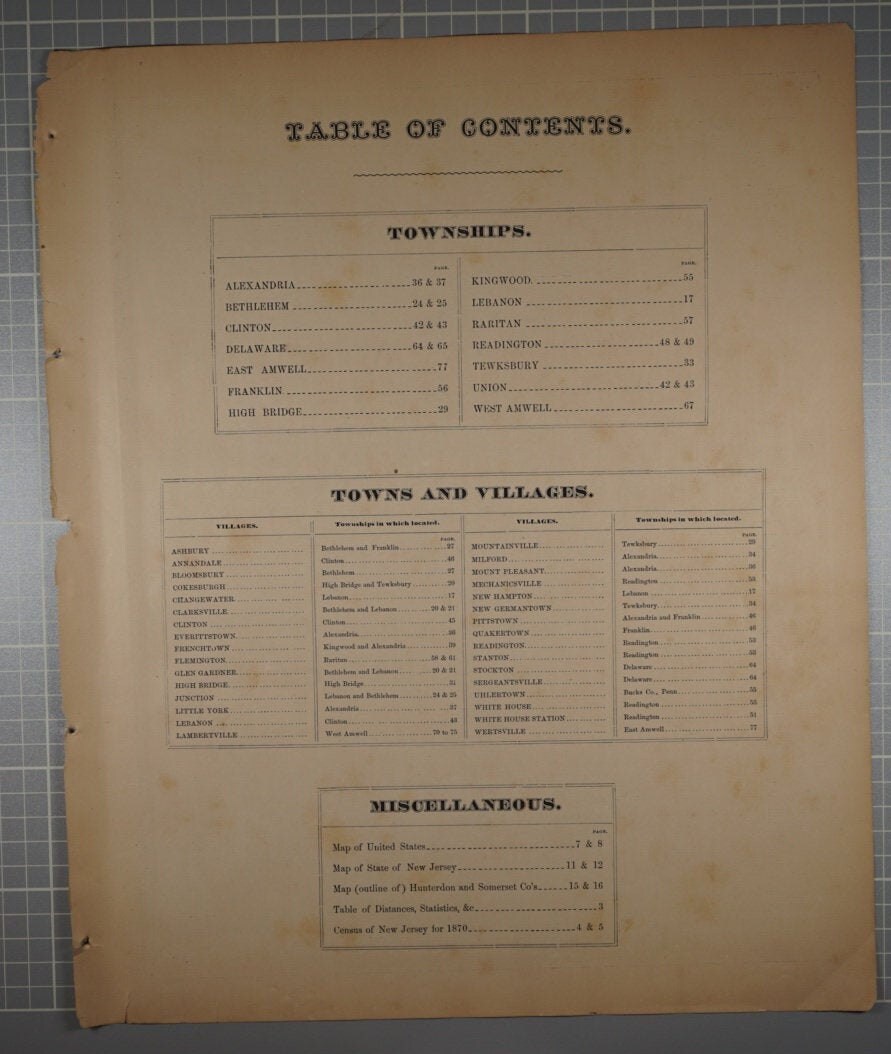 TABLE OF CONTENTS.
TOWNSHIPS.
PAGE.
ALEXANDRIA 36 & 37
BETHLEHEM 24 & 25
CLINTON 42 & 43
DELAWARE 64 & 65
EAST AMWELL 77
FRANKLIN 56
HIGH BRIDGE 29
PAGE.
KINGWOOD. 55
LEBANON 17
RARITAN 57
READINGTON 48 & 49
TEWKSBURY 33
UNION 42 & 43
WEST AMWELL 67
TOWNS AND VILLAGES.
VILLAGES. Townships in which located.
PAGE.
ASHBURY Bethlehem and Franklin 27
ANNANDALE Clinton 46
BLOOMSBURY Bethlehem 27
COKESBURGH High Bridge and Tewksbury
CHANGEWATER. Lebanon 17
CLARKSVILLE Bethlehem and Lebanon 20 & 21
CLINTON Clinton 45
EVERITTSTOWN. Alexandria
FRENCHTOWN Kingwood and Alexandria 39
FLEMINGTON. Raritan & 61
GLEN GARDNER. Bethlehem and Lebanon 20 & 21
HIGH BRIDGE. High Bridge 31
JUNCTION Lebanon and Bethlehem 24 & 25
LITTLE YORK Alexandria
LEBANON Clinton 46
LAMBERTVILLE West Amwell 70 to 75
VILLAGES. Townships in which located.
PAGE.
MOUNTAINVILLE Tewksbury
MILFORD Alexandria. 34
MOUNT PLEASANT. Alexandria
MECHANICSVILLE Readington 53
NEW HAMPTON Lebanon 17
NEW GERMANTOWN Tewksbury. 34
PITTSTOWN Alexandria and Franklin 46
QUAKERTOWN Franklin 46
READINGTON. Readington 53
STANTON Readington 53
STOCKTON Delaware 64
SERGEANTSVILLE Delaware 64
UHLERTOWN Bucks Co., Penn
WHITE HOUSE Readington 53
WHITE HOUSE STATION Readington 51
WERTSVILLE East Amwell 77
MISCELLANEOUS.
PAGE.
Map of United States 7 & 8
Map of State of New Jersey 11 & 12
Map (outline of) Hunterdon and Somerset Co's 15 & 16
Table of Distances, Statistics, &c 3
Census of New Jersey for 1870 4 & 5